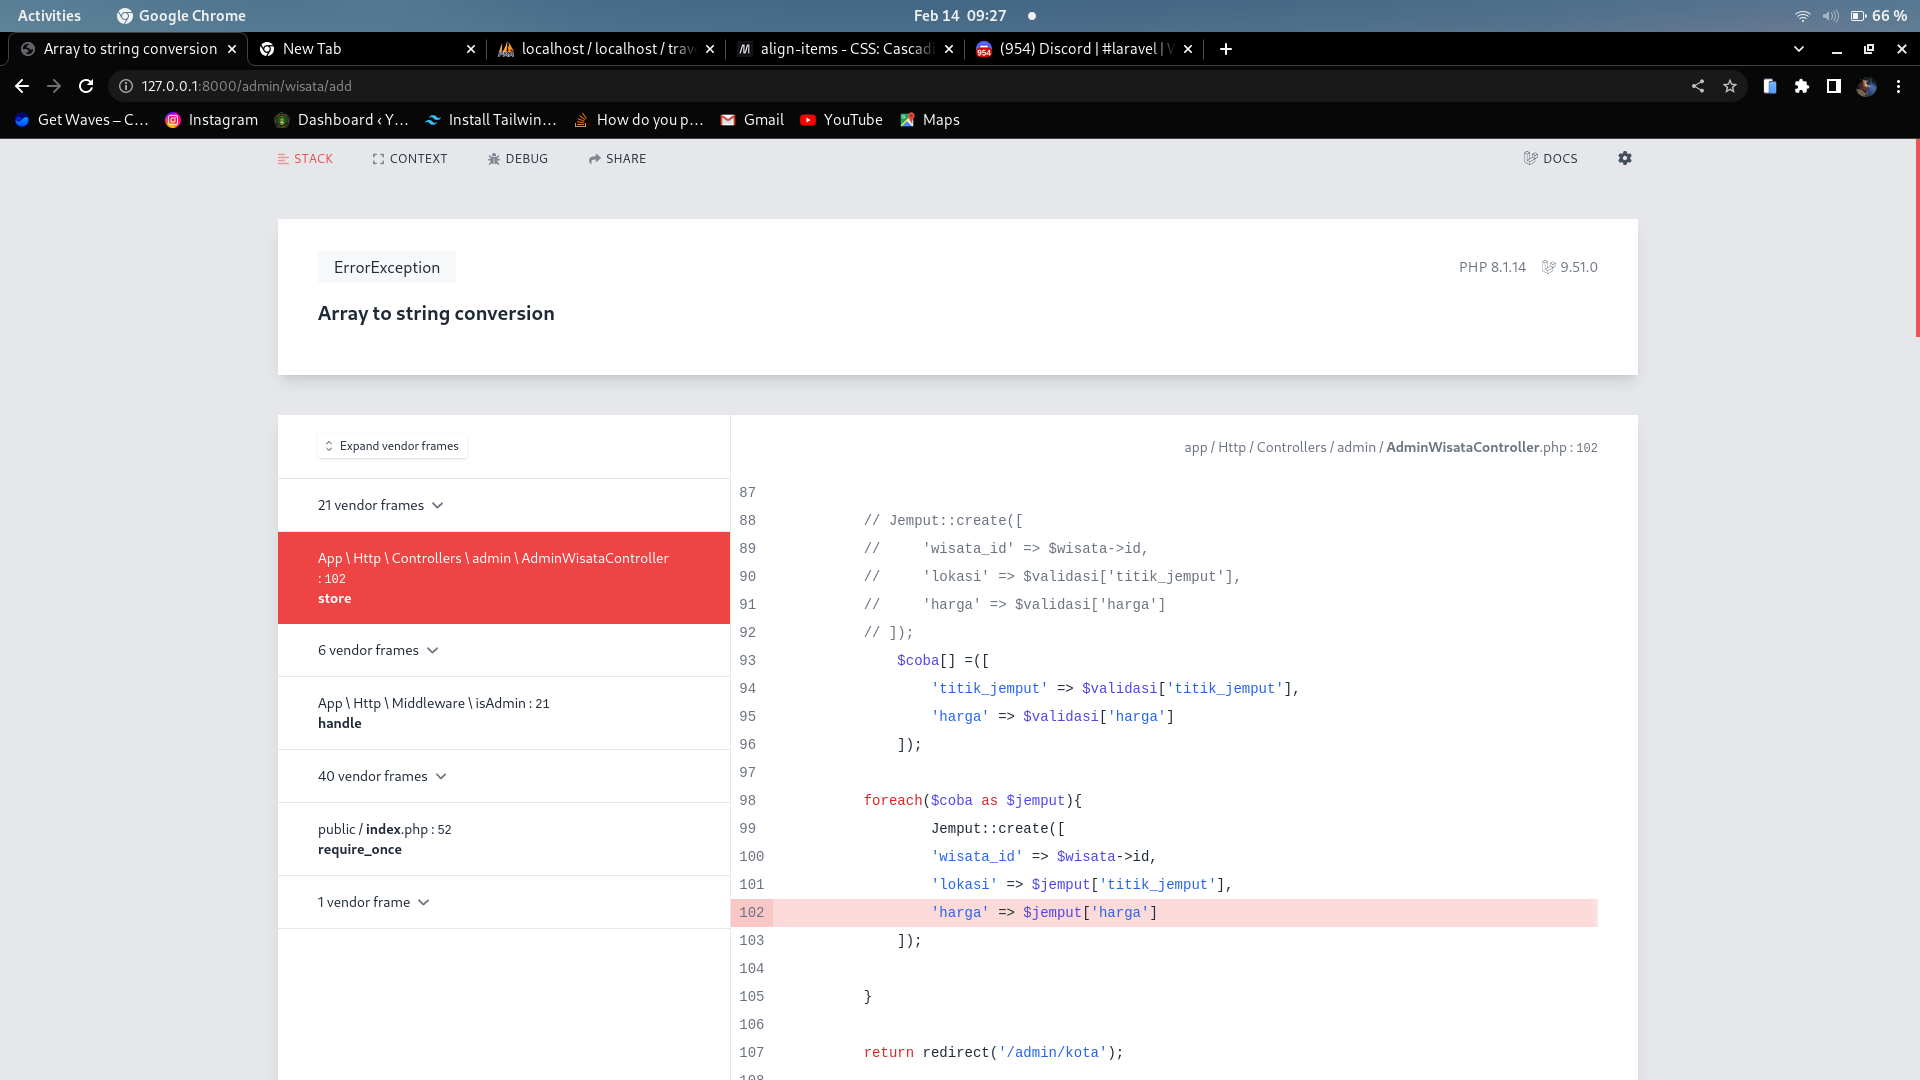 Activities
Google Chrome
Feb 14 09:27
66 %
Array to string conversion
New Tab
localhost / localhost / trav
align-items - CSS: Cascadi
(954) Discord | #laravel |
127.0.0.1:8000/admin/wisata/add
Get Waves – C...
Instagram
Dashboard ‹ Y...
Install Tailwin...
How do you p...
Gmail
YouTube
Maps
STACK
CONTEXT
DEBUG
SHARE
DOCS
ErrorException
PHP 8.1.14
9.51.0
Array to string conversion
Expand vendor frames
21 vendor frames
App \ Http \ Controllers \ admin \ AdminWisataController
: 102
store
6 vendor frames
App \ Http \ Middleware \ isAdmin : 21
handle
40 vendor frames
public / index.php : 52
require_once
1 vendor frame
app / Http / Controllers / admin / AdminWisataController.php : 102
87
88 // Jemput::create([
89 //     'wisata_id' => $wisata->id,
90 //     'lokasi' => $validasi['titik_jemput'],
91 //     'harga' => $validasi['harga']
92 // ]);
93 $coba[] =([
94 'titik_jemput' => $validasi['titik_jemput'],
95 'harga' => $validasi['harga']
96 ]);
97
98 foreach($coba as $jemput){
99 Jemput::create([
100 'wisata_id' => $wisata->id,
101 'lokasi' => $jemput['titik_jemput'],
102 'harga' => $jemput['harga']
103 ]);
104
105 }
106
107 return redirect('/admin/kota');
108